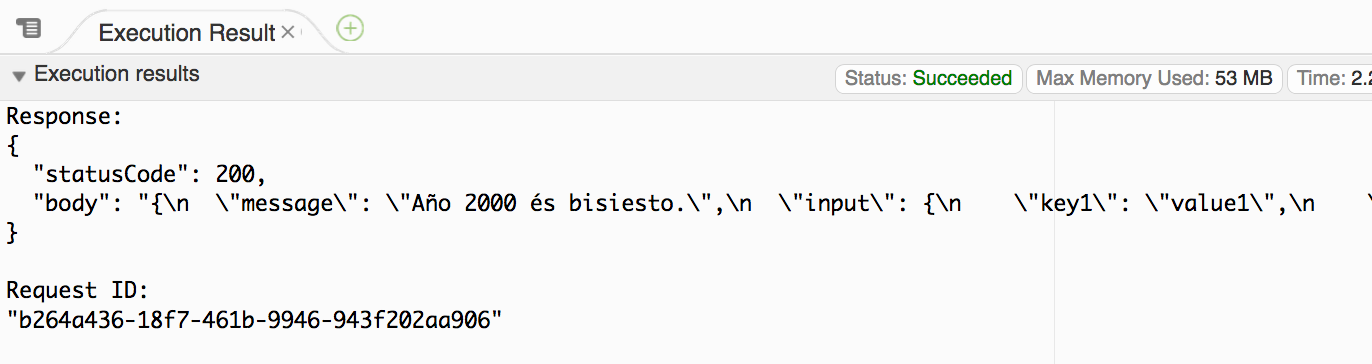 Execution Result
Execution results
Status: Succeeded
Max Memory Used: 53 MB
Time: 2.2
Response:
{
  "statusCode": 200,
  "body": "{\n  \"message\": \"Año 2000 és bisiesto.\",\n  \"input\": {\n    \"key1\": \"value1\",\n    \
}
Request ID:
"b264a436-18f7-461b-9946-943f202aa906"